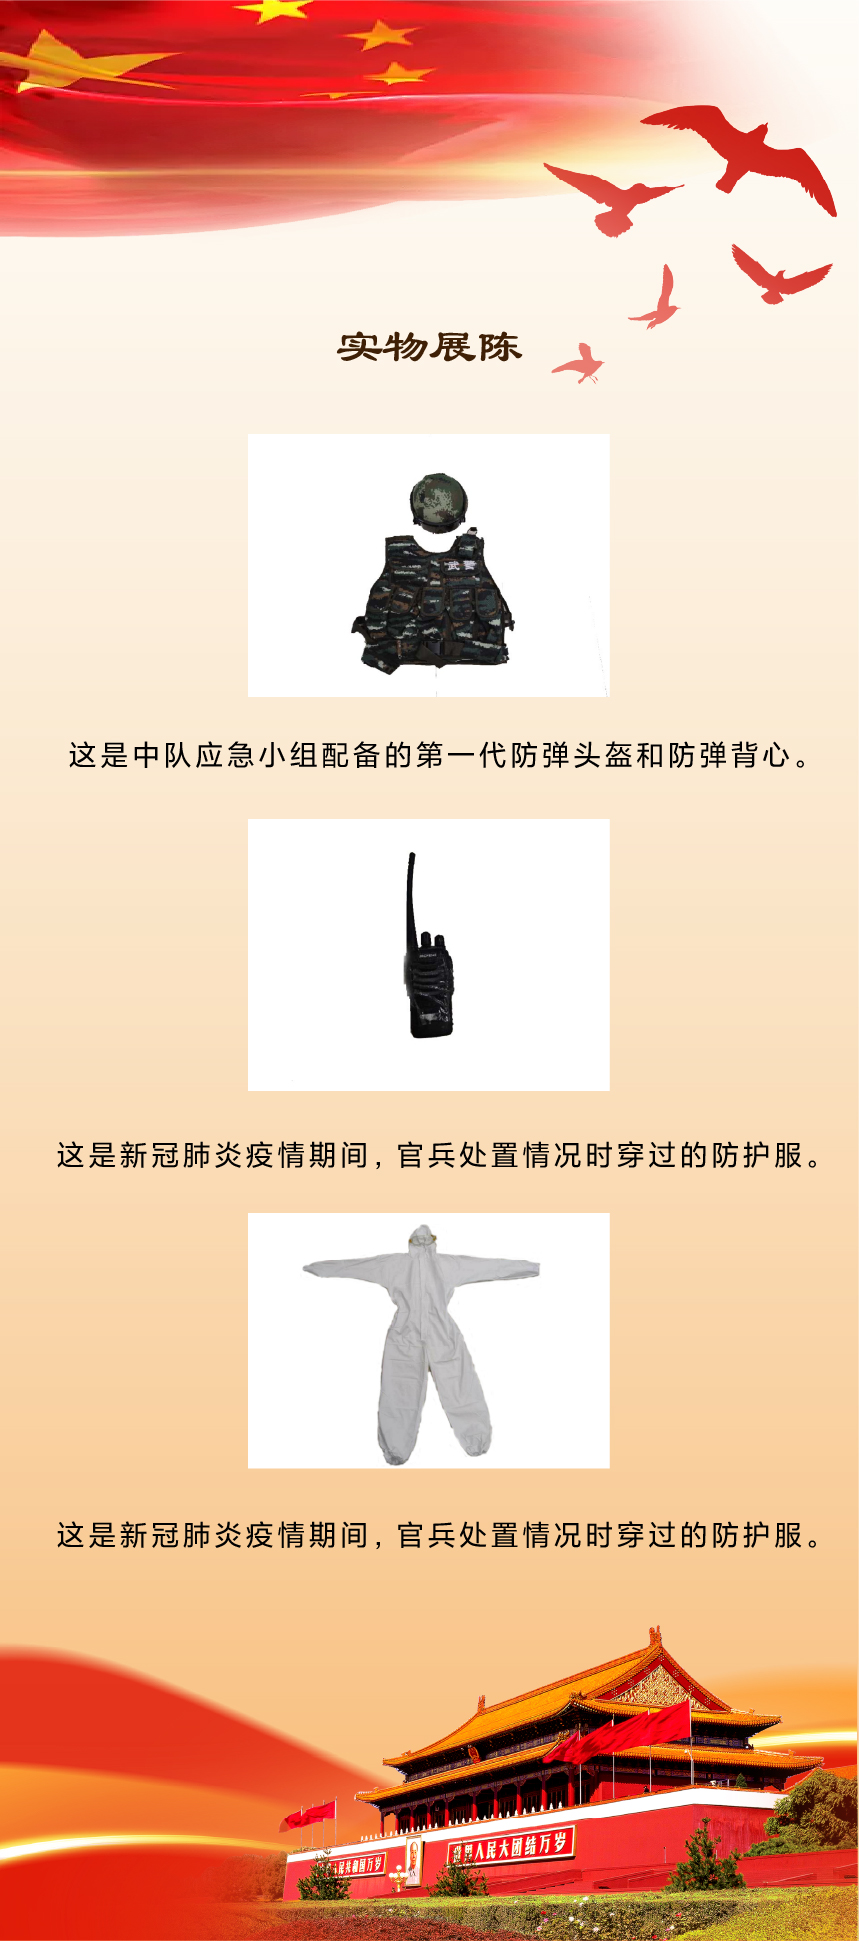 实物展陈
武警
这是中队应急小组配备的第一代防弹头盔和防弹背心。
这是新冠肺炎疫情期间，官兵处置情况时穿过的防护服。
这是新冠肺炎疫情期间，官兵处置情况时穿过的防护服。
人民共和国万岁
世界人民大团结万岁